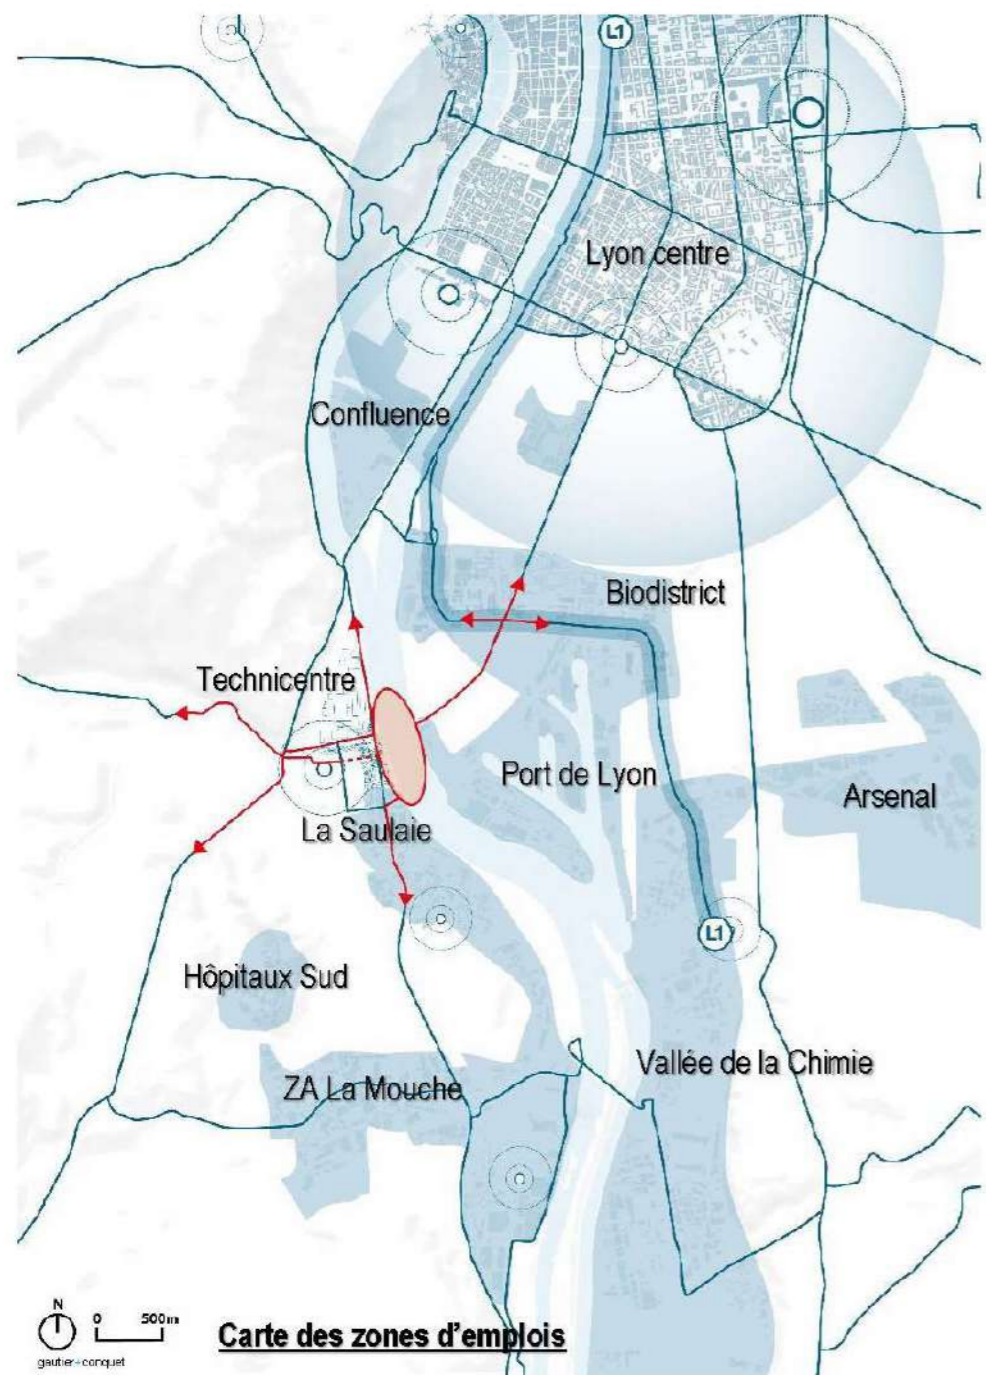 L1
Lyon centre
Confluence
Biodistrict
Technicentre
Port de Lyon
Arsenal
La Saulaie
L1
Hôpitaux Sud
Vallée de la Chimie
ZA La Mouche
N
0 500m
gautier+conquet
Carte des zones d'emplois